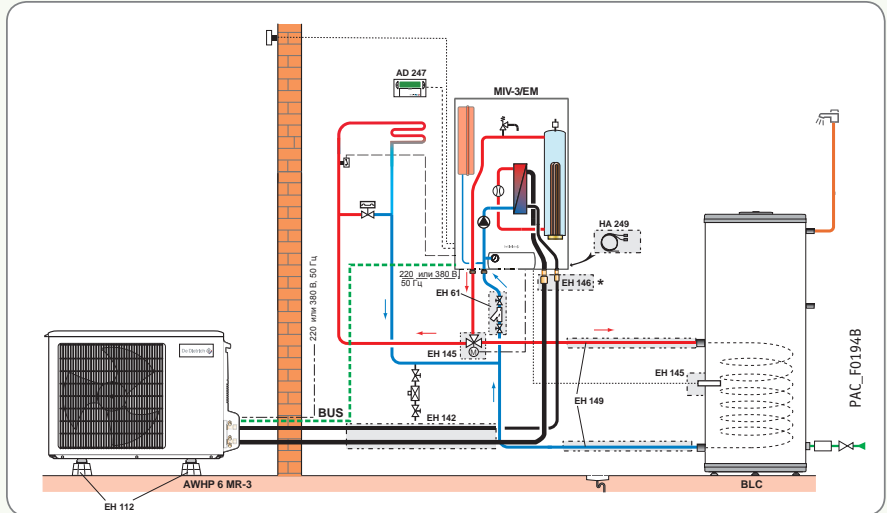 AD 247
MIV-3/EM
HA 249
220 или 380 В,
50 Гц
EH 146 *
EH 61
220 или 380 В, 50 Гц
De Dietrich
EH 145
EH 145
BUS
EH 142
EH 149
M
PAC_F0194B
AWHP 6 MR-3
BLC
EH 112